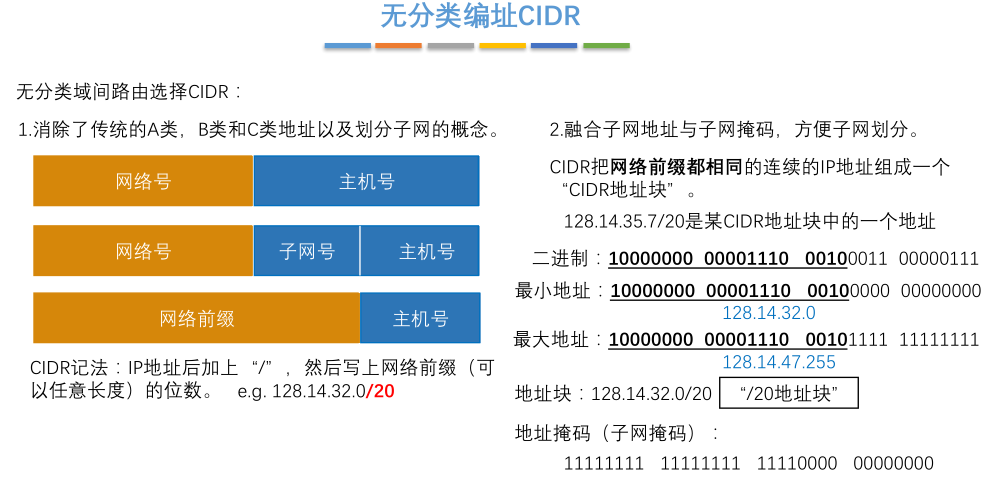 无分类编址CIDR
无分类域间路由选择CIDR：
1.消除了传统的A类，B类和C类地址以及划分子网的概念。
网络号 主机号
网络号 子网号 主机号
网络前缀 主机号
CIDR记法：IP地址后加上“/”，然后写上网络前缀（可
以任意长度）的位数。 e.g. 128.14.32.0/20
2.融合子网地址与子网掩码，方便子网划分。
CIDR把网络前缀都相同的连续的IP地址组成一个
“CIDR地址块”。
128.14.35.7/20是某CIDR地址块中的一个地址
二进制：10000000 00001110 00100011 00000111
最小地址：10000000 00001110 00100000 00000000
128.14.32.0
最大地址：10000000 00001110 00101111 11111111
128.14.47.255
地址块：128.14.32.0/20 “/20地址块”
地址掩码（子网掩码）：
11111111 11111111 11110000 00000000